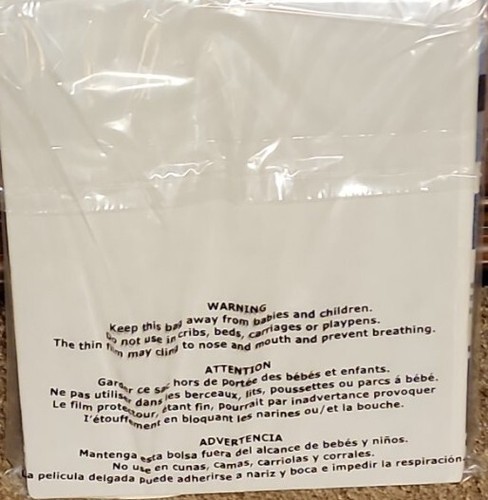 WARNING
Keep this bag away from babies and children.
Do not use in cribs, beds, carriages or playpens.
The thin film may cling to nose and mouth and prevent breathing.
ATTENTION
Garder ce sac hors de portée des bébés et enfants.
Ne pas utiliser dans les berceaux, lits, poussettes ou parcs á bébé.
Le film protectour, étant fin, pourrait par inadvertance provoquer
I'étouffement en bloquant les narines ou/et la bouche.
ADVERTENCIA
Mantenga esta bolsa fuera del alcance de bebés y niños.
No use en cunas, camas, carriolas y corrales.
La pelicula delgada puede adherirse a nariz y boca e impedir la respiración